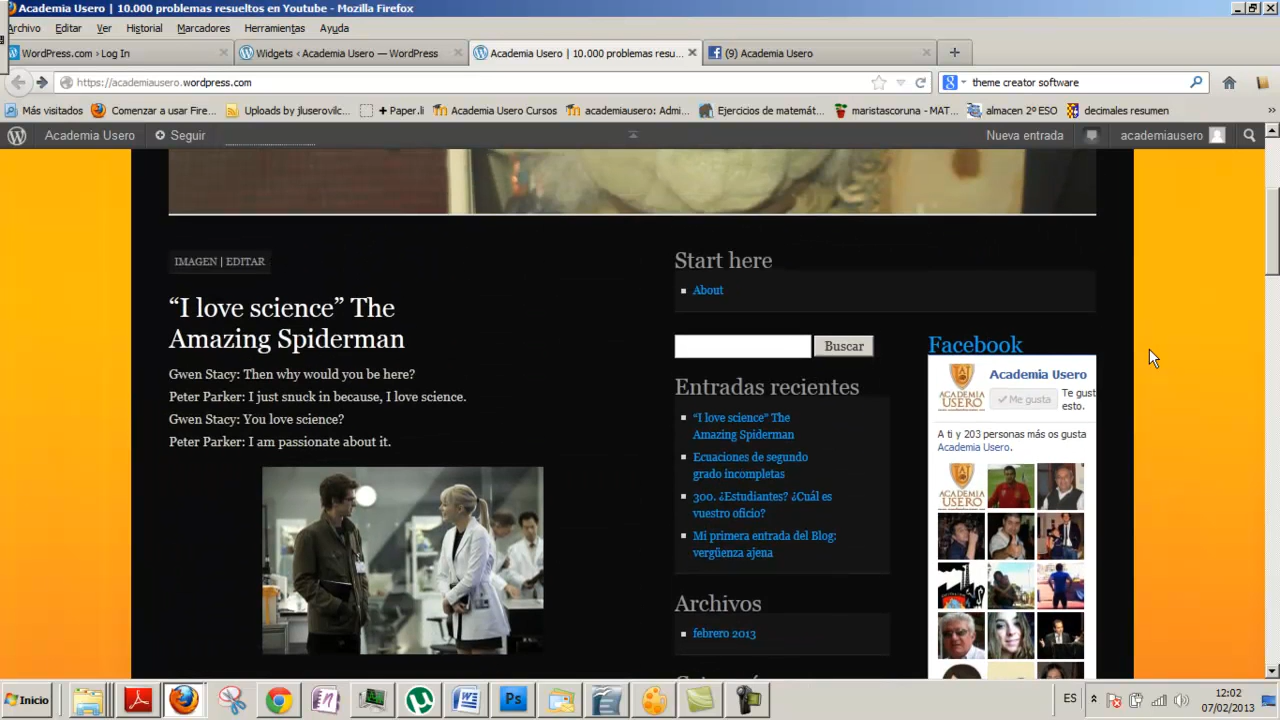 Academia Usero | 10.000 problemas resueltos en Youtube - Mozilla Firefox
Archivo Editar Ver Historial Marcadores Herramientas Ayuda
WordPress.com › Log In
Widgets ‹ Academia Usero — WordPress
Academia Usero | 10.000 problemas resu...
(9) Academia Usero
https://academiausero.wordpress.com
theme creator software
Más visitados
Comenzar a usar Fire...
Uploads by jluserovilc...
+ Paper.li
Academia Usero Cursos
academiausero: Admi...
Ejercicios de matemát...
maristascoruna - MAT...
almacen 2º ESO
decimales resumen
Academia Usero
Seguir
Nueva entrada
academiausero
IMAGEN | EDITAR
“I love science” The
Amazing Spiderman
Gwen Stacy: Then why would you be here?
Peter Parker: I just snuck in because, I love science.
Gwen Stacy: You love science?
Peter Parker: I am passionate about it.
Start here
About
Buscar
Entradas recientes
“I love science” The
Amazing Spiderman
Ecuaciones de segundo
grado incompletas
300. ¿Estudiantes? ¿Cuál es
vuestro oficio?
Mi primera entrada del Blog:
vergüenza ajena
Archivos
febrero 2013
Facebook
ACADEMIA
USERO
Academia Usero
Me gusta
Te gust
esto.
A ti y 203 personas más os gusta
Academia Usero.
Inicio
ES
12:02
07/02/2013